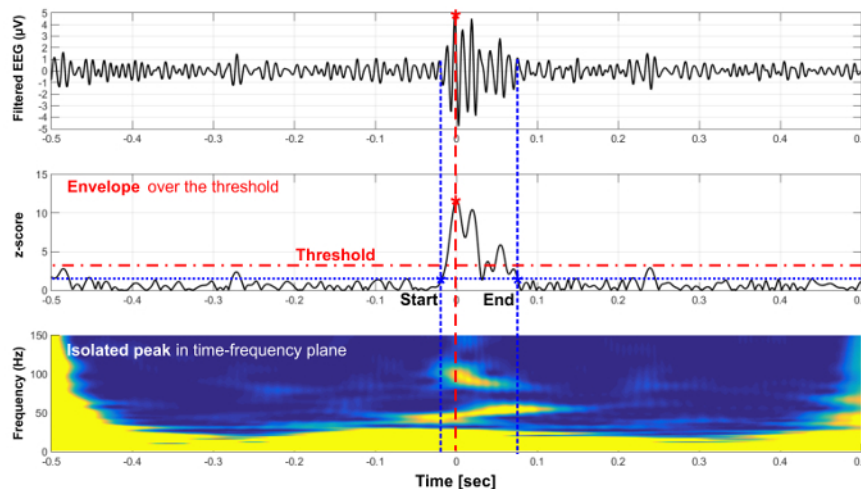 Filtered EEG (µV)
5
4
3
2
1
0
-1
-2
-3
-4
-5
-0.5 -0.4 -0.3 -0.2 -0.1 0 0.1 0.2 0.3 0.4 0.5
z-score
15
10
5
0
Envelope over the threshold
Threshold
Start End
-0.5 -0.4 -0.3 -0.2 -0.1 0 0.1 0.2 0.3 0.4 0.5
Frequency (Hz)
150
100
50
0
Isolated peak in time-frequency plane
-0.5 -0.4 -0.3 -0.2 -0.1 0 0.1 0.2 0.3 0.4 0.5
Time [sec]